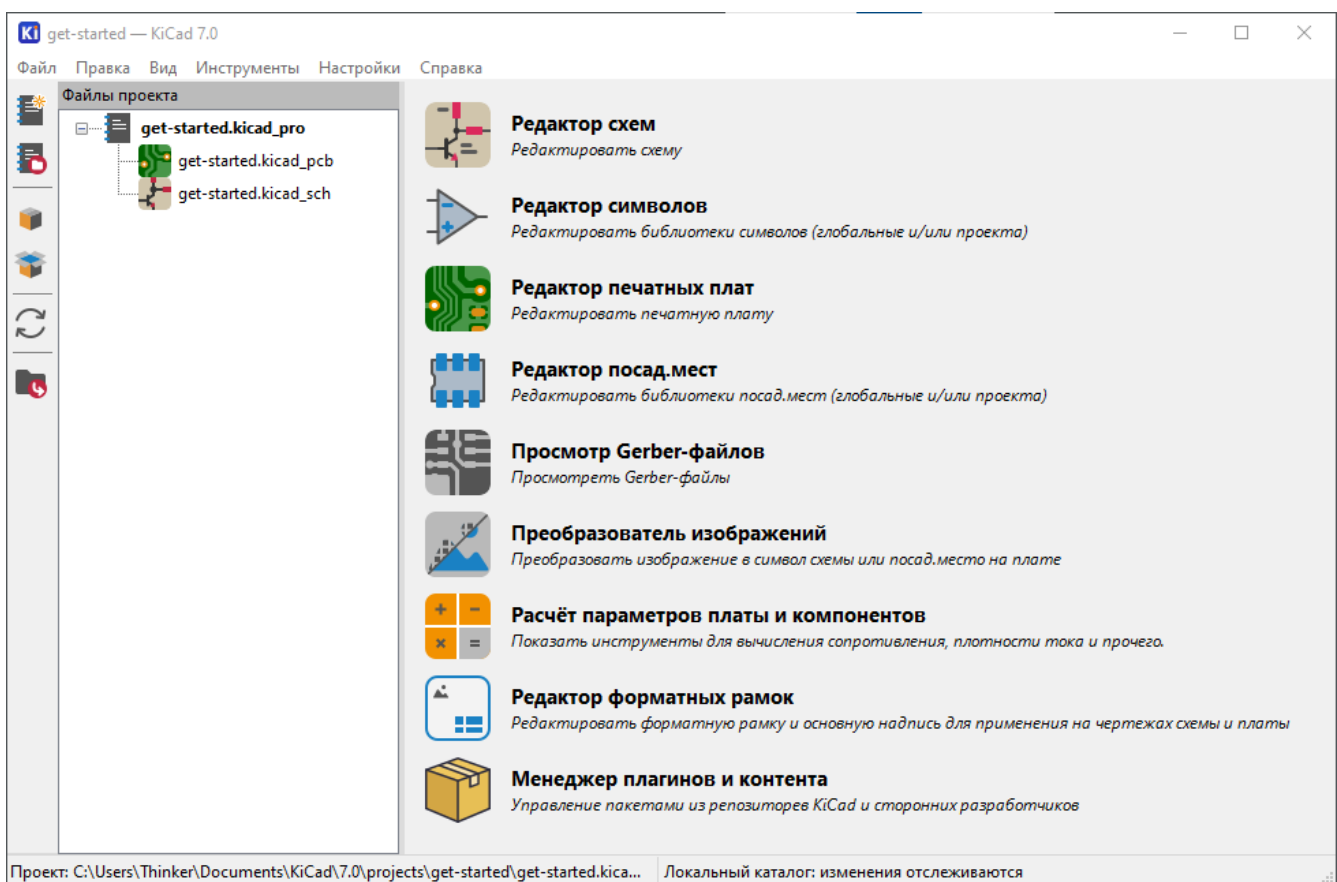 Ki get-started — KiCad 7.0
Файл Правка Вид Инструменты Настройки Справка
Файлы проекта
get-started.kicad_pro
get-started.kicad_pcb
get-started.kicad_sch
Редактор схем
Редактировать схему
Редактор символов
Редактировать библиотеки символов (глобальные и/или проекта)
Редактор печатных плат
Редактировать печатную плату
Редактор посад.мест
Редактировать библиотеки посад.мест (глобальные и/или проекта)
Просмотр Gerber-файлов
Просмотреть Gerber-файлы
Преобразователь изображений
Преобразовать изображение в символ схемы или посад.место на плате
Расчёт параметров платы и компонентов
Показать инструменты для вычисления сопротивления, плотности тока и прочего.
Редактор форматных рамок
Редактировать форматную рамку и основную надпись для применения на чертежах схемы и платы
Менеджер плагинов и контента
Управление пакетами из репозиторев KiCad и сторонних разработчиков
Проект: C:\Users\Thinker\Documents\KiCad\7.0\projects\get-started\get-started.kica... Локальный каталог: изменения отслеживаются